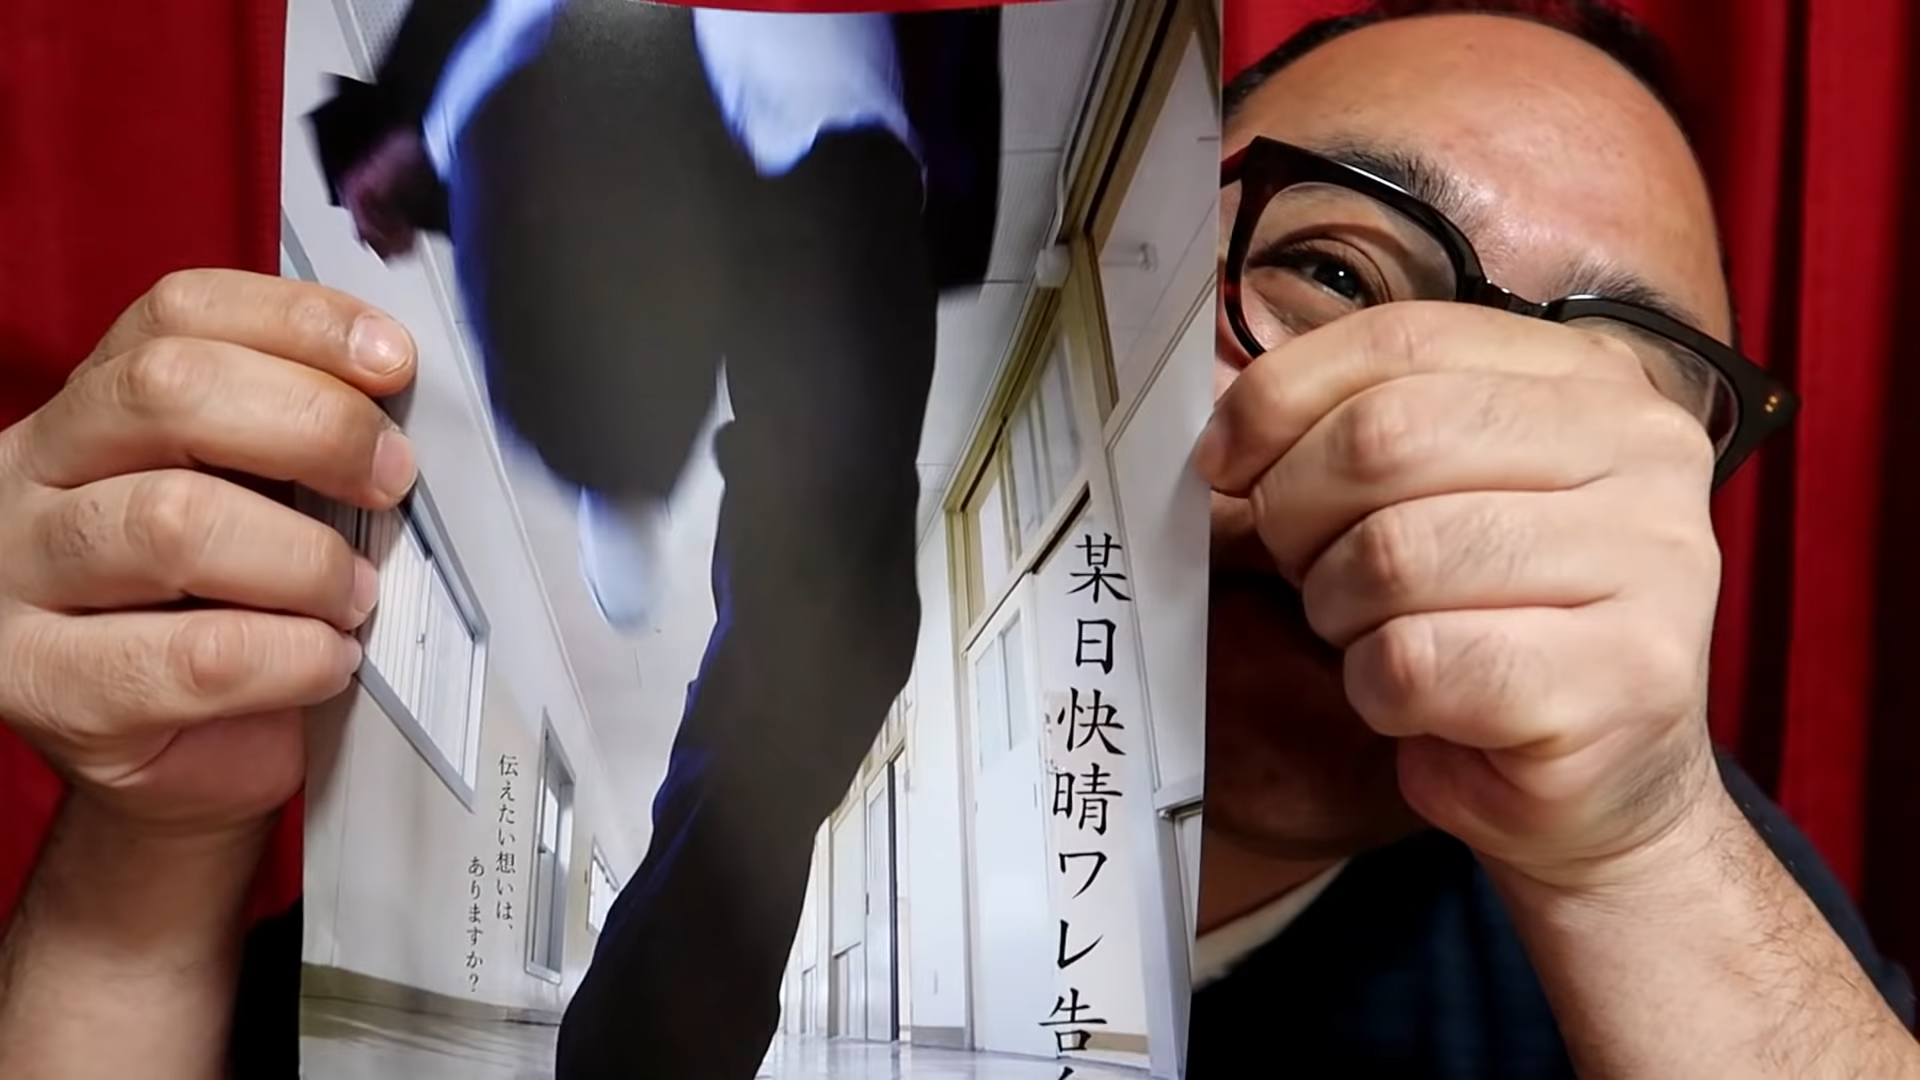 某日快晴ワレ告
伝えたい想いは、
ありますか?